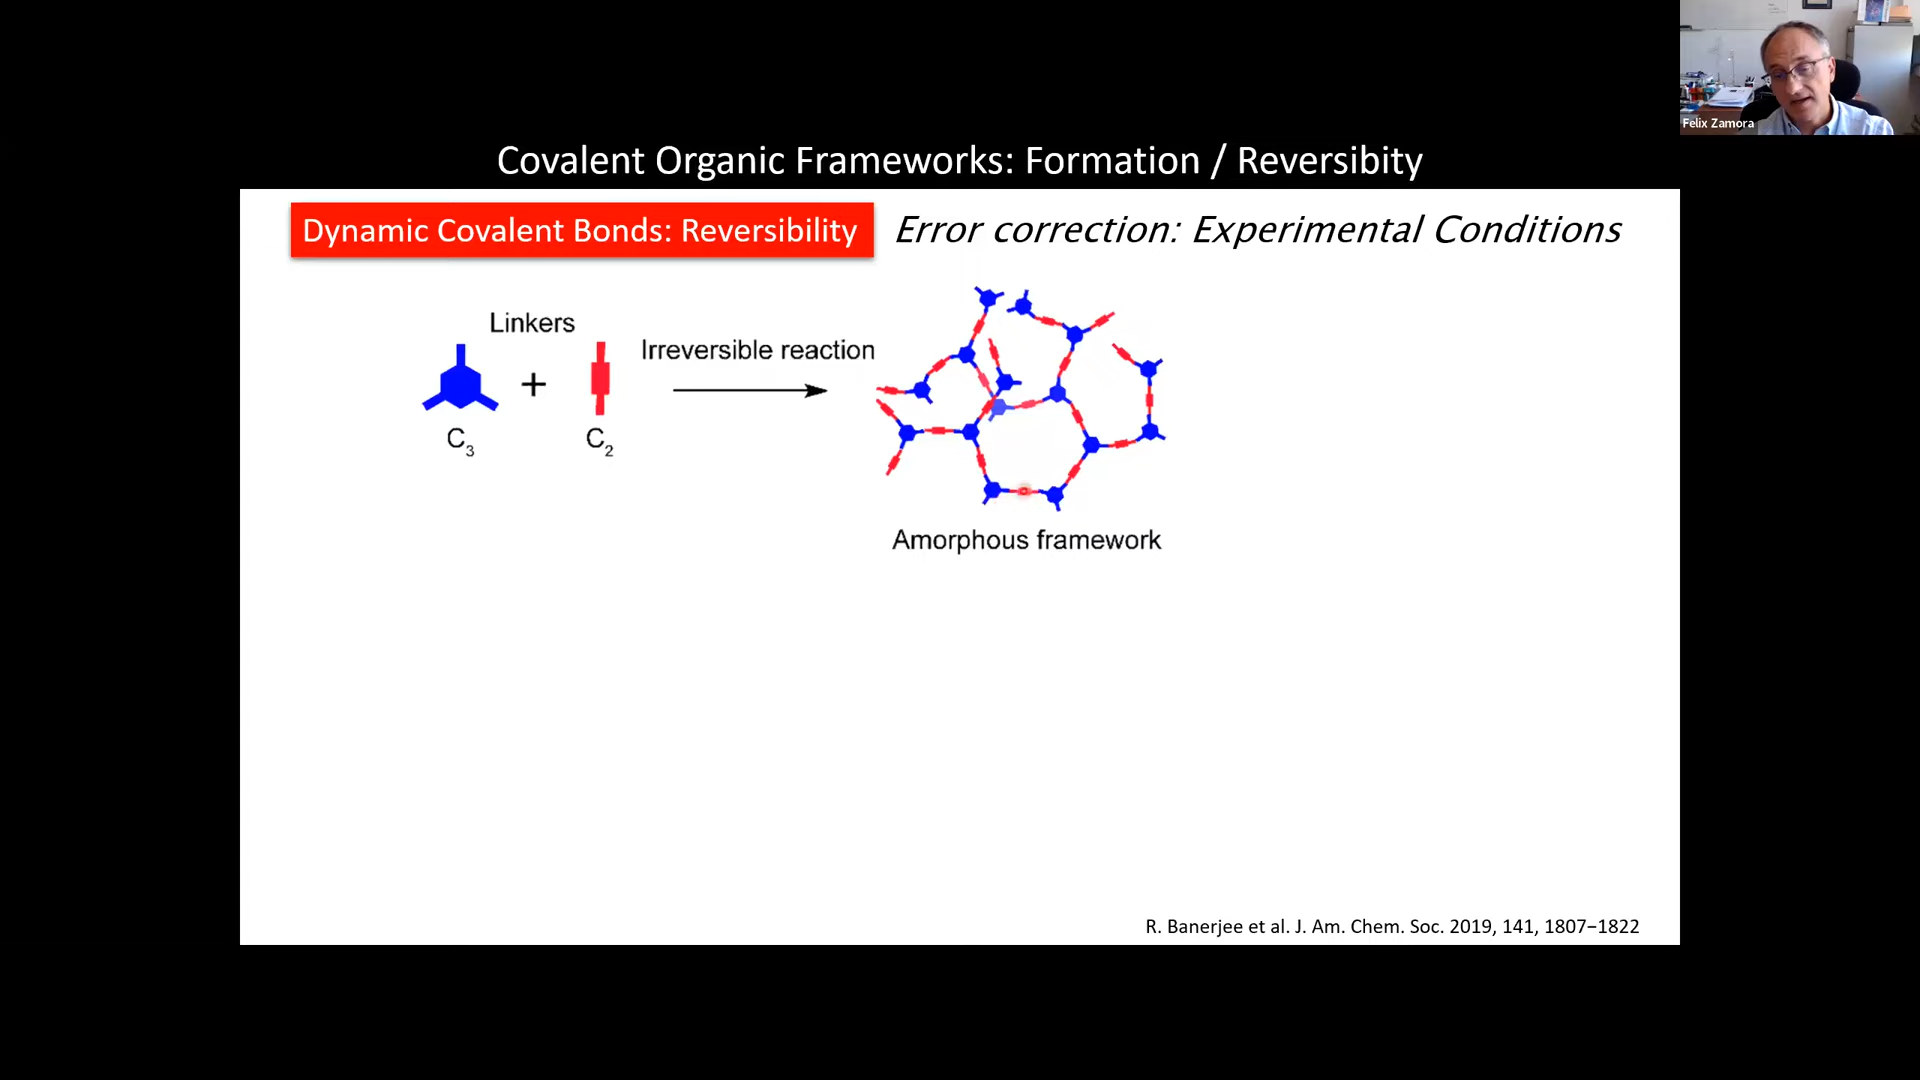 Felix Zamora
Covalent Organic Frameworks: Formation / Reversibity
Dynamic Covalent Bonds: Reversibility
Error correction: Experimental Conditions
Linkers
Irreversible reaction
+
C3
C2
Amorphous framework
R. Banerjee et al. J. Am. Chem. Soc. 2019, 141, 1807−1822